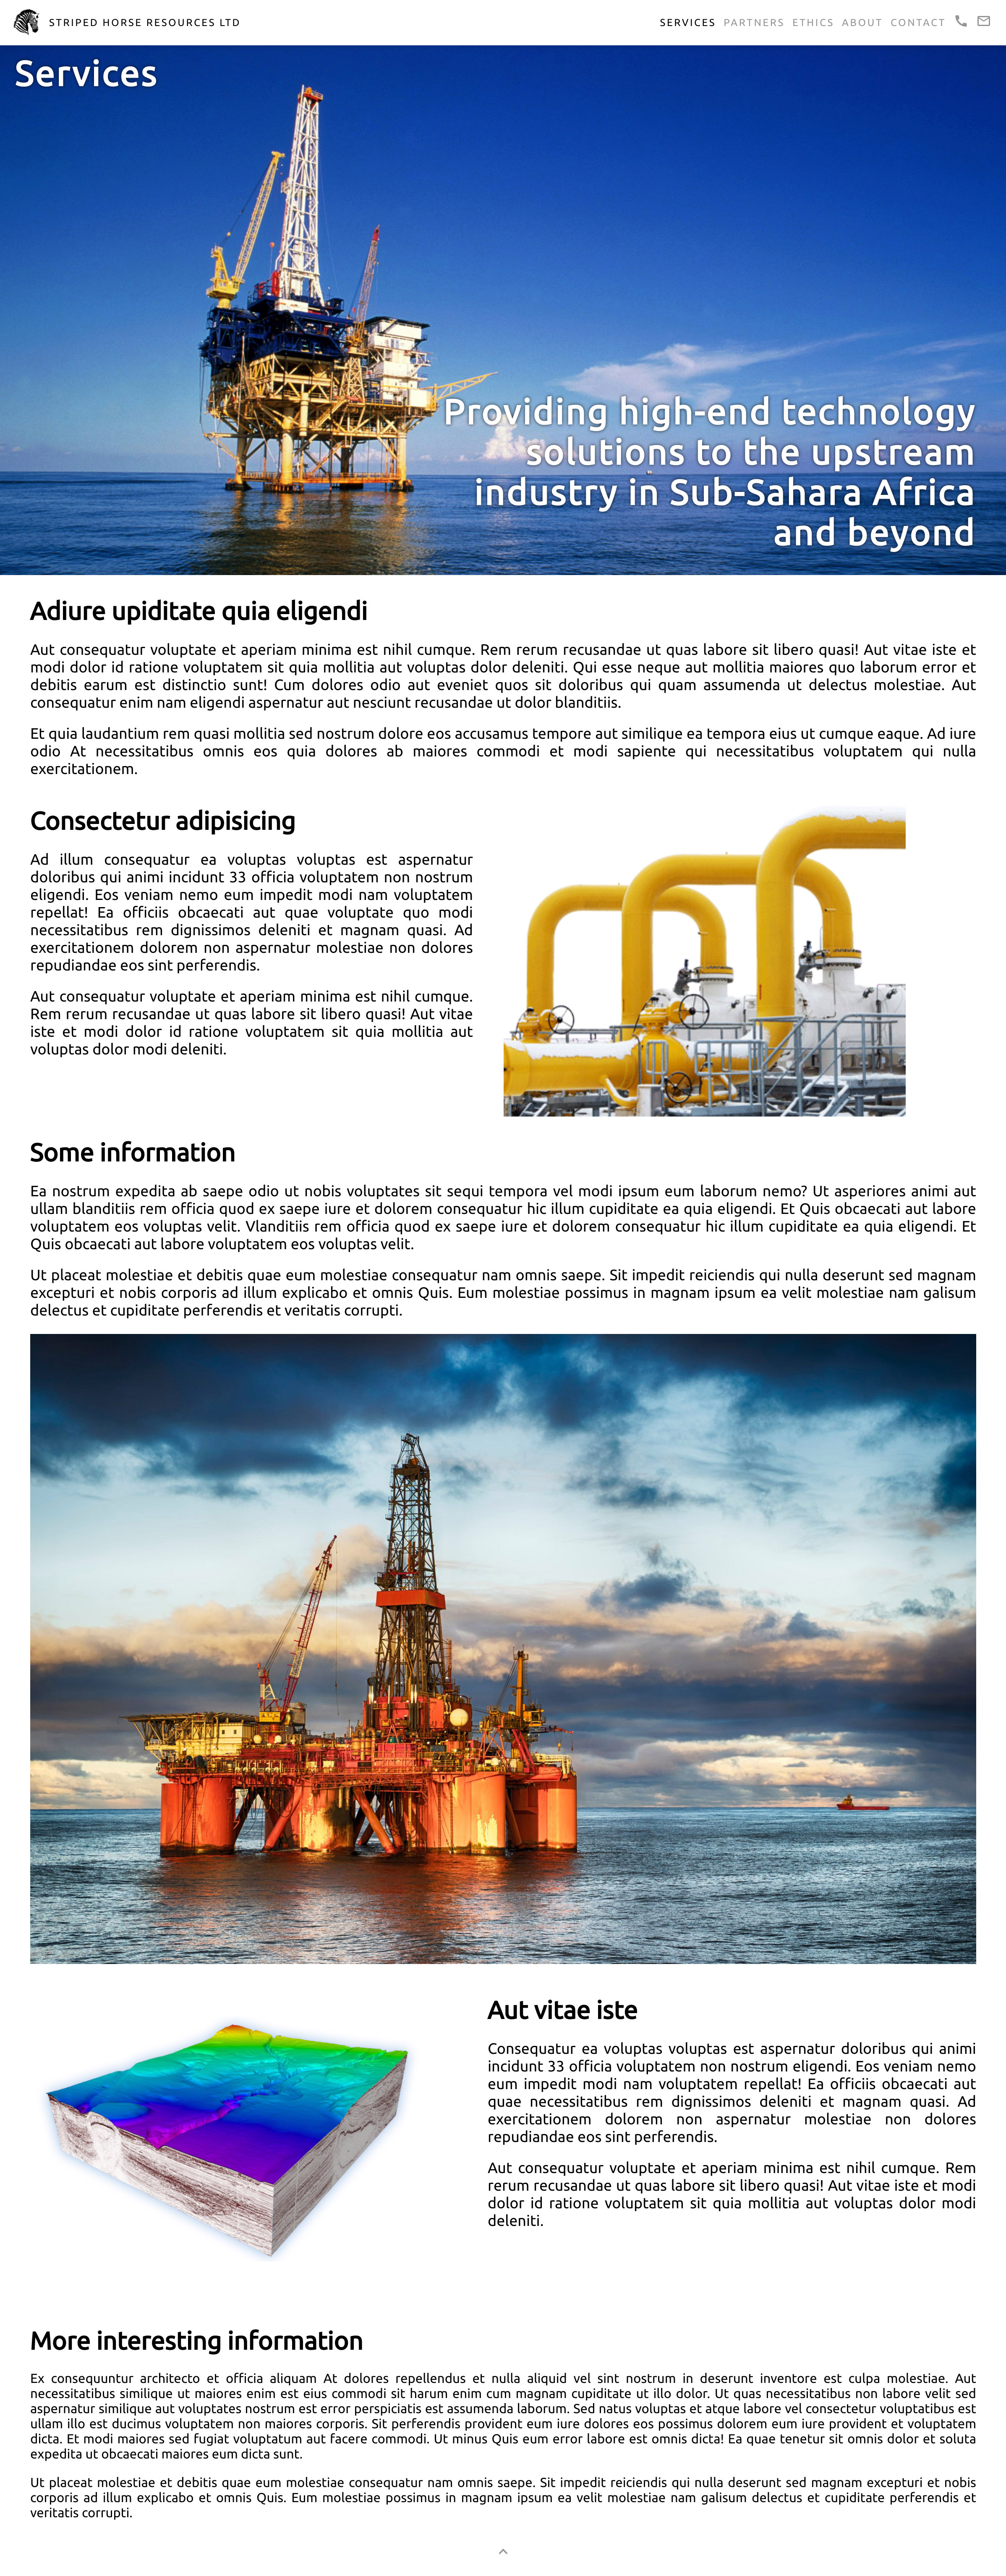 STRIPED HORSE RESOURCES LTD
SERVICES PARTNERS ETHICS ABOUT CONTACT
Services
Providing high-end technology
solutions to the upstream
industry in Sub-Sahara Africa
and beyond
Adiure upiditate quia eligendi
Aut consequatur voluptate et aperiam minima est nihil cumque. Rem rerum recusandae ut quas labore sit libero quasi! Aut vitae iste et
modi dolor id ratione voluptatem sit quia mollitia aut voluptas dolor deleniti. Qui esse neque aut mollitia maiores quo laborum error et
debitis earum est distinctio sunt! Cum dolores odio aut eveniet quos sit doloribus qui quam assumenda ut delectus molestiae. Aut
consequatur enim nam eligendi aspernatur aut nesciunt recusandae ut dolor blanditiis.
Et quia laudantium rem quasi mollitia sed nostrum dolore eos accusamus tempore aut similique ea tempora eius ut cumque eaque. Ad iure
odio At necessitatibus omnis eos quia dolores ab maiores commodi et modi sapiente qui necessitatibus voluptatem qui nulla
exercitationem.
Consectetur adipisicing
Ad illum consequatur ea voluptas voluptas est aspernatur
doloribus qui animi incidunt 33 officia voluptatem non nostrum
eligendi. Eos veniam nemo eum impedit modi nam voluptatem
repellat! Ea officiis obcaecati aut quae voluptate quo modi
necessitatibus rem dignissimos deleniti et magnam quasi. Ad
exercitationem dolorem non aspernatur molestiae non dolores
repudiandae eos sint perferendis.
Aut consequatur voluptate et aperiam minima est nihil cumque.
Rem rerum recusandae ut quas labore sit libero quasi! Aut vitae
iste et modi dolor id ratione voluptatem sit quia mollitia aut
voluptas dolor modi deleniti.
Some information
Ea nostrum expedita ab saepe odio ut nobis voluptates sit sequi tempora vel modi ipsum eum laborum nemo? Ut asperiores animi aut
ullam blanditiis rem officia quod ex saepe iure et dolorem consequatur hic illum cupiditate ea quia eligendi. Et Quis obcaecati aut labore
voluptatem eos voluptas velit. Vlanditiis rem officia quod ex saepe iure et dolorem consequatur hic illum cupiditate ea quia eligendi. Et
Quis obcaecati aut labore voluptatem eos voluptas velit.
Ut placeat molestiae et debitis quae eum molestiae consequatur nam omnis saepe. Sit impedit reiciendis qui nulla deserunt sed magnam
excepturi et nobis corporis ad illum explicabo et omnis Quis. Eum molestiae possimus in magnam ipsum ea velit molestiae nam galisum
delectus et cupiditate perferendis et veritatis corrupti.
Aut vitae iste
Consequatur ea voluptas voluptas est aspernatur doloribus qui animi
incidunt 33 officia voluptatem non nostrum eligendi. Eos veniam nemo
eum impedit modi nam voluptatem repellat! Ea officiis obcaecati aut
quae necessitatibus rem dignissimos deleniti et magnam quasi. Ad
exercitationem dolorem non aspernatur molestiae non dolores
repudiandae eos sint perferendis.
Aut consequatur voluptate et aperiam minima est nihil cumque. Rem
rerum recusandae ut quas labore sit libero quasi! Aut vitae iste et modi
dolor id ratione voluptatem sit quia mollitia aut voluptas dolor modi
deleniti.
More interesting information
Ex consequuntur architecto et officia aliquam At dolores repellendus et nulla aliquid vel sint nostrum in deserunt inventore est culpa molestiae. Aut
necessitatibus similique ut maiores enim est eius commodi sit harum enim cum magnam cupiditate ut illo dolor. Ut quas necessitatibus non labore velit sed
aspernatur similique aut voluptates nostrum est error perspiciatis est assumenda laborum. Sed natus voluptas et atque labore vel consectetur voluptatibus est
ullam illo est ducimus voluptatem non maiores corporis. Sit perferendis provident eum iure dolores eos possimus dolorem eum iure provident et voluptatem
dicta. Et modi maiores sed fugiat voluptatum aut facere commodi. Ut minus Quis eum error labore est omnis dicta! Ea quae tenetur sit omnis dolor et soluta
expedita ut obcaecati maiores eum dicta sunt.
Ut placeat molestiae et debitis quae eum molestiae consequatur nam omnis saepe. Sit impedit reiciendis qui nulla deserunt sed magnam excepturi et nobis
corporis ad illum explicabo et omnis Quis. Eum molestiae possimus in magnam ipsum ea velit molestiae nam galisum delectus et cupiditate perferendis et
veritatis corrupti.